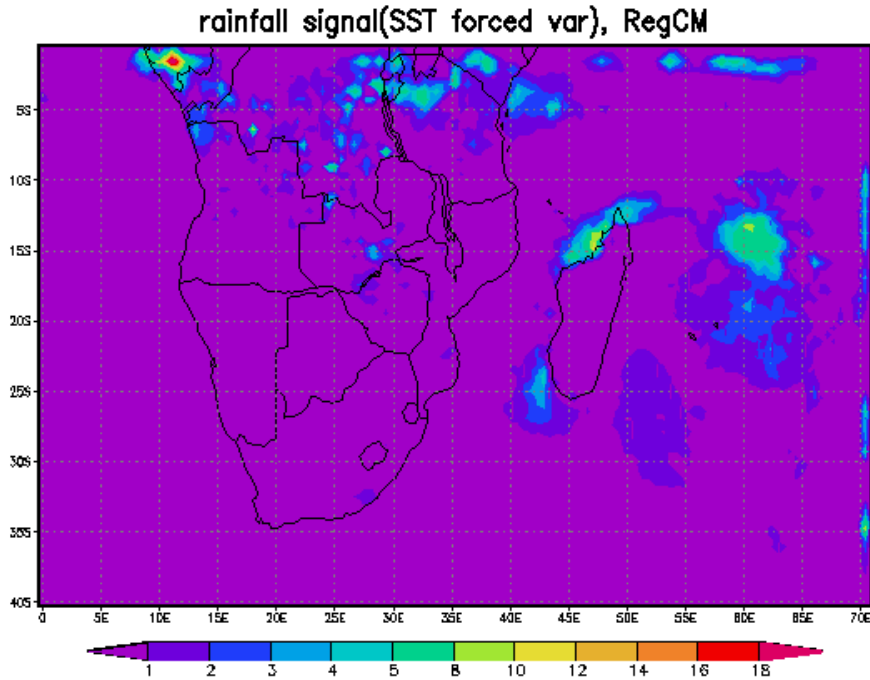 rainfall signal(SST forced var), RegCM
5S
10S
15S
20S
25S
30S
35S
40S
0 5E 10E 15E 20E 25E 30E 35E 40E 45E 50E 55E 60E 65E 70E
1 2 3 4 5 8 10 12 14 16 18